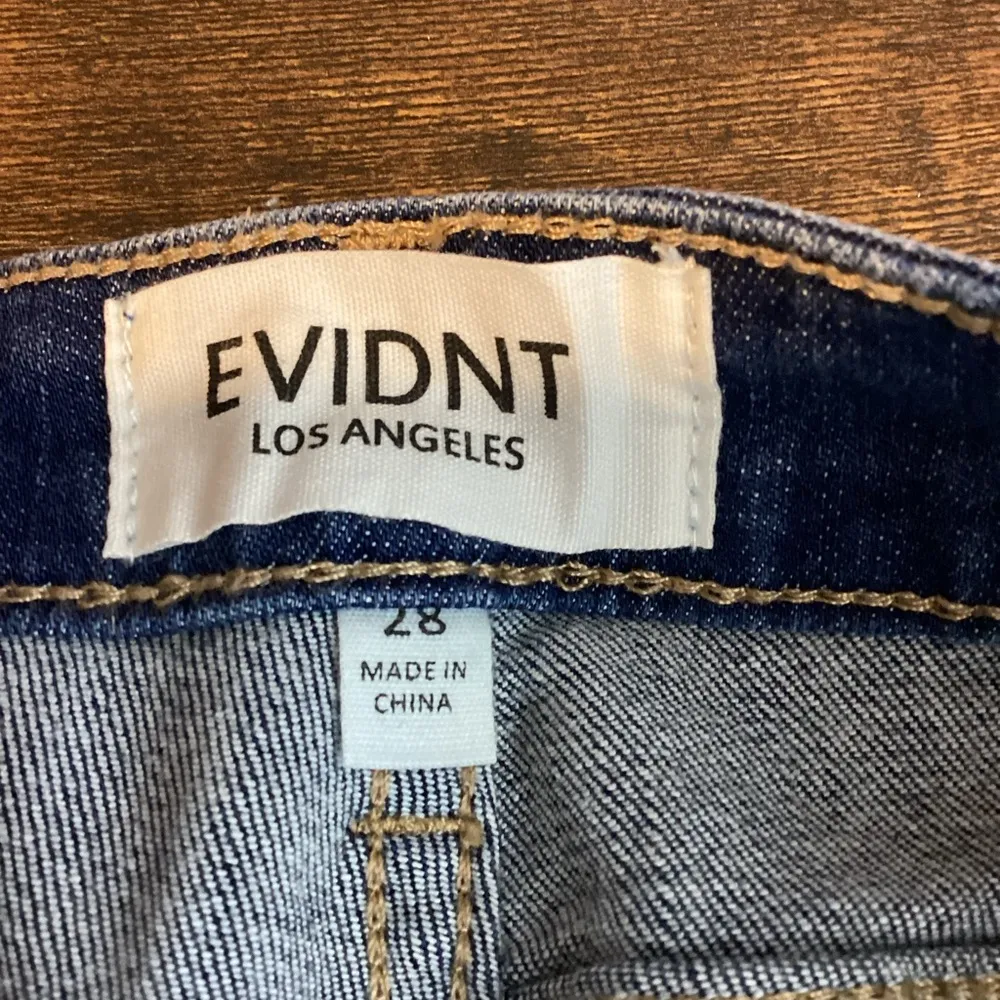 EVIDNT
LOS ANGELES
28
MADE IN
CHINA